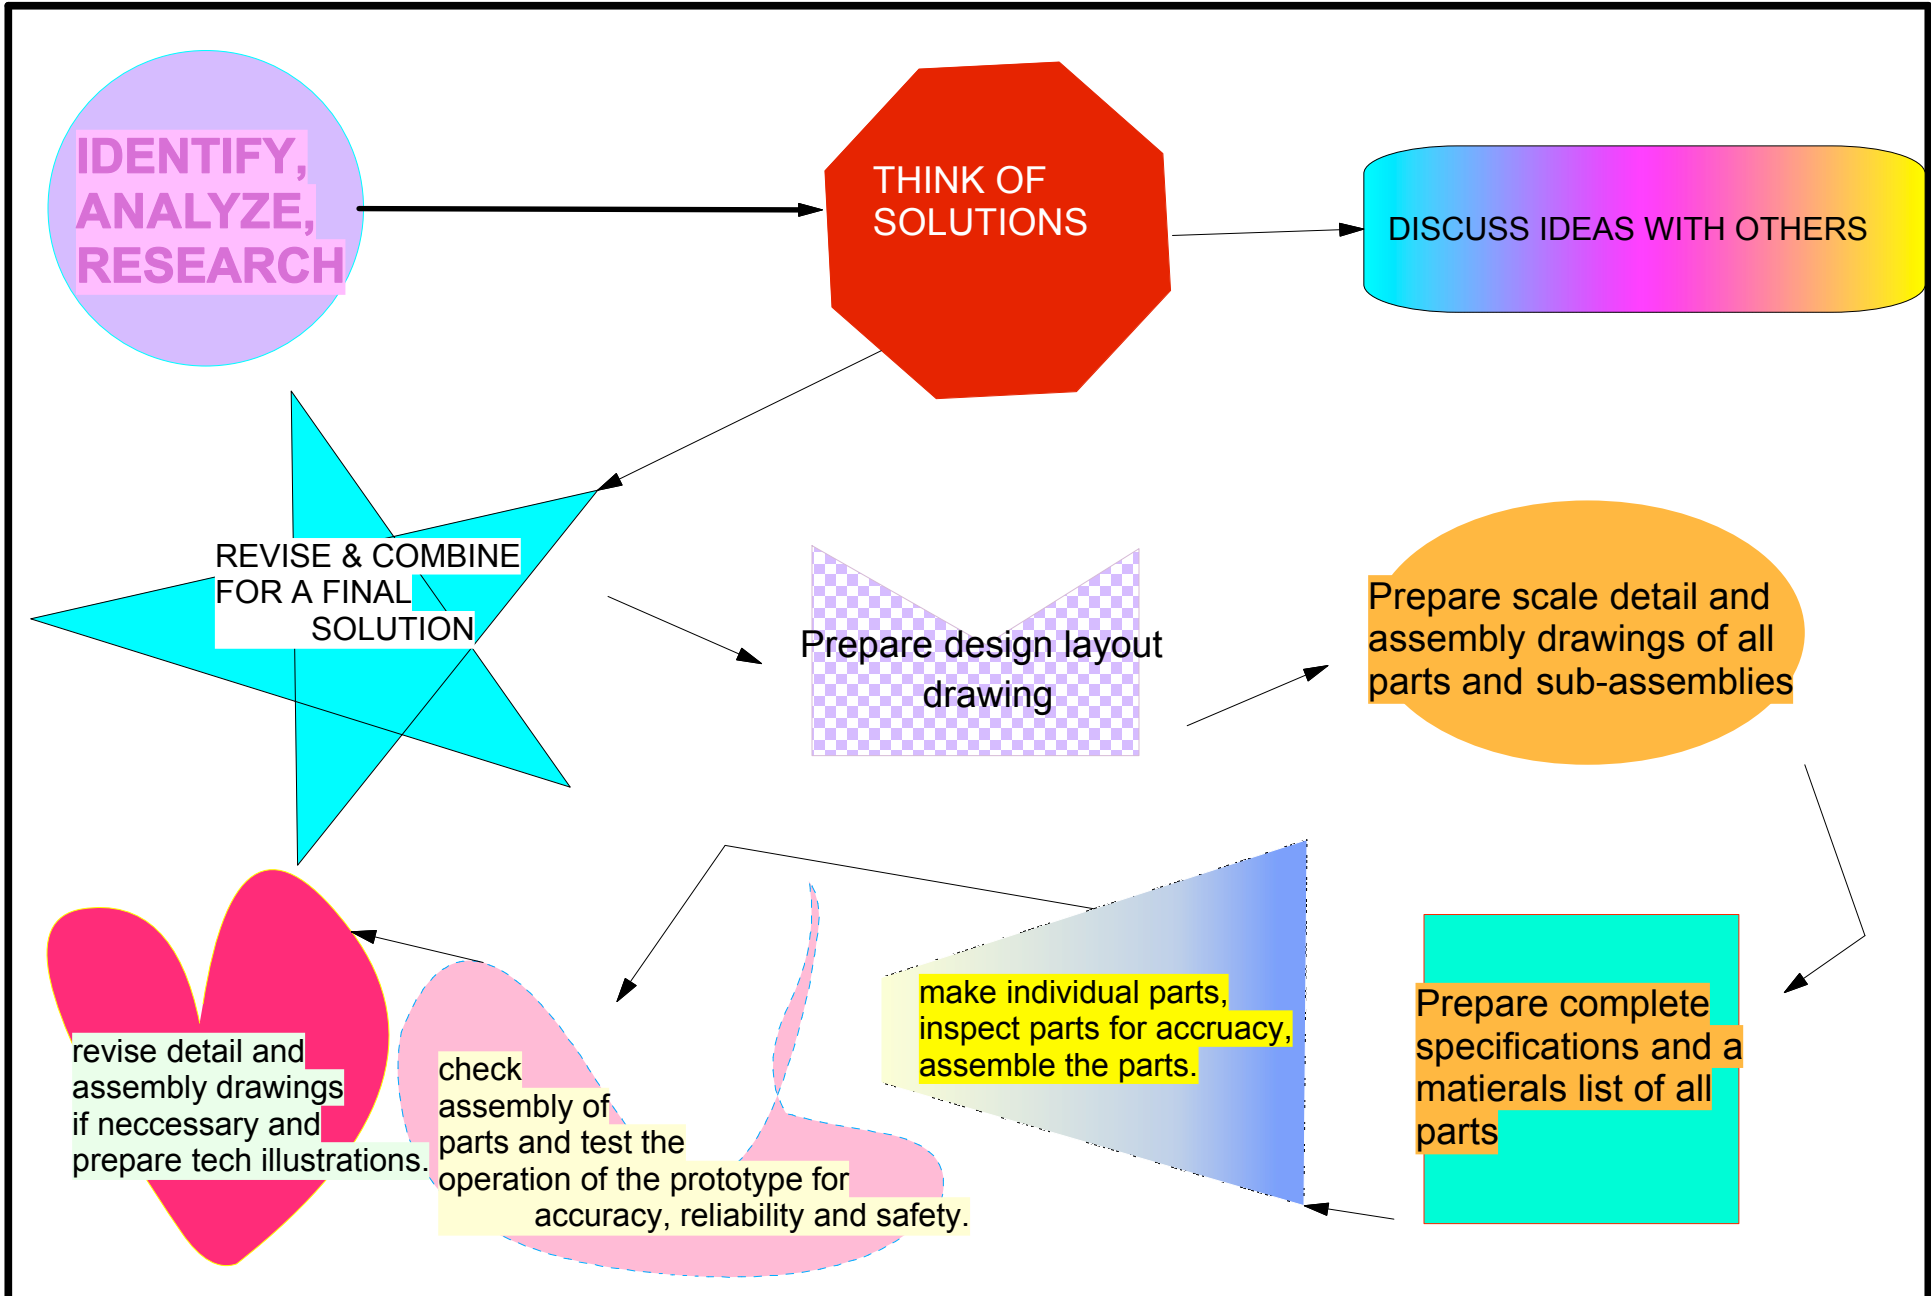 IDENTIFY,
ANALYZE,
RESEARCH
THINK OF
SOLUTIONS
DISCUSS IDEAS WITH OTHERS
REVISE & COMBINE
FOR A FINAL
SOLUTION
Prepare design layout
drawing
Prepare scale detail and
assembly drawings of all
parts and sub-assemblies
Prepare complete
specifications and a
matierals list of all
parts
make individual parts,
inspect parts for accruacy,
assemble the parts.
check
assembly of
parts and test the
operation of the prototype for
accuracy, reliability and safety.
revise detail and
assembly drawings
if neccessary and
prepare tech illustrations.